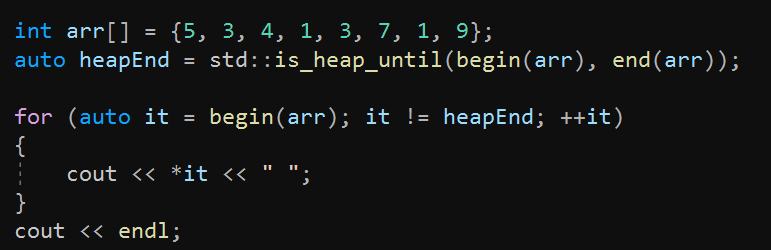 int arr[] = {5, 3, 4, 1, 3, 7, 1, 9};
auto heapEnd = std::is_heap_until(begin(arr), end(arr));
for (auto it = begin(arr); it != heapEnd; ++it)
{
cout << *it << " ";
}
cout << endl;